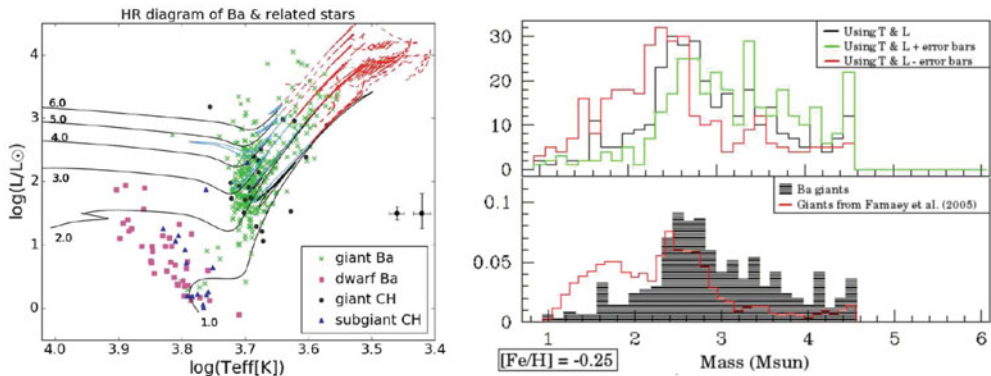 HR diagram of Ba & related stars
log(L/L⊙)
4
3
2
1
0
6.0
5.0
4.0
3.0
2.0
1.0
giant Ba
dwarf Ba
giant CH
subgiant CH
4.0 3.9 3.8 3.7 3.6 3.5 3.4
log(Teff[K])
30
20
10
0
Using T & L
Using T & L + error bars
Using T & L - error bars
0.1
0.05
0
Ba giants
Giants from Famaey et al. (2005)
1 2 3 4 5 6
[Fe/H] = -0.25
Mass (Msun)